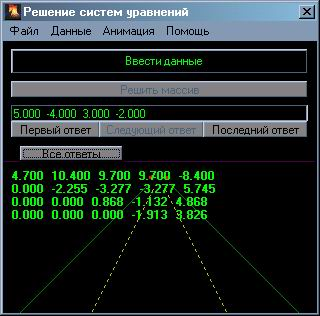 Решение систем уравнений
Файл Данные Анимация Помощь
Ввести данные
Решить массив
5.000 -4.000 3.000 -2.000
Первый ответ Следующий ответ Последний ответ
Все ответы
4.700 10.400 9.700 9.700 -8.400
0.000 -2.255 -3.277 -3.277 5.745
0.000 0.000 0.868 -1.132 4.868
0.000 0.000 0.000 -1.913 3.826